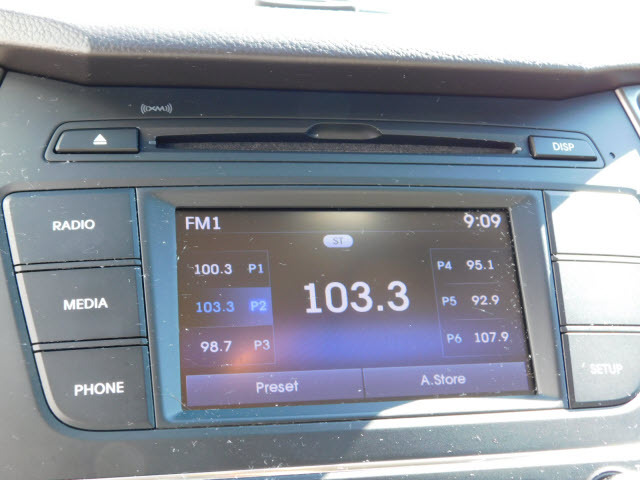 ((XM))
DISP
RADIO
MEDIA
PHONE
SETUP
FM1 9:09
ST
100.3 P1
103.3 P2
98.7 P3
103.3
P4 95.1
P5 92.9
P6 107.9
Preset A.Store